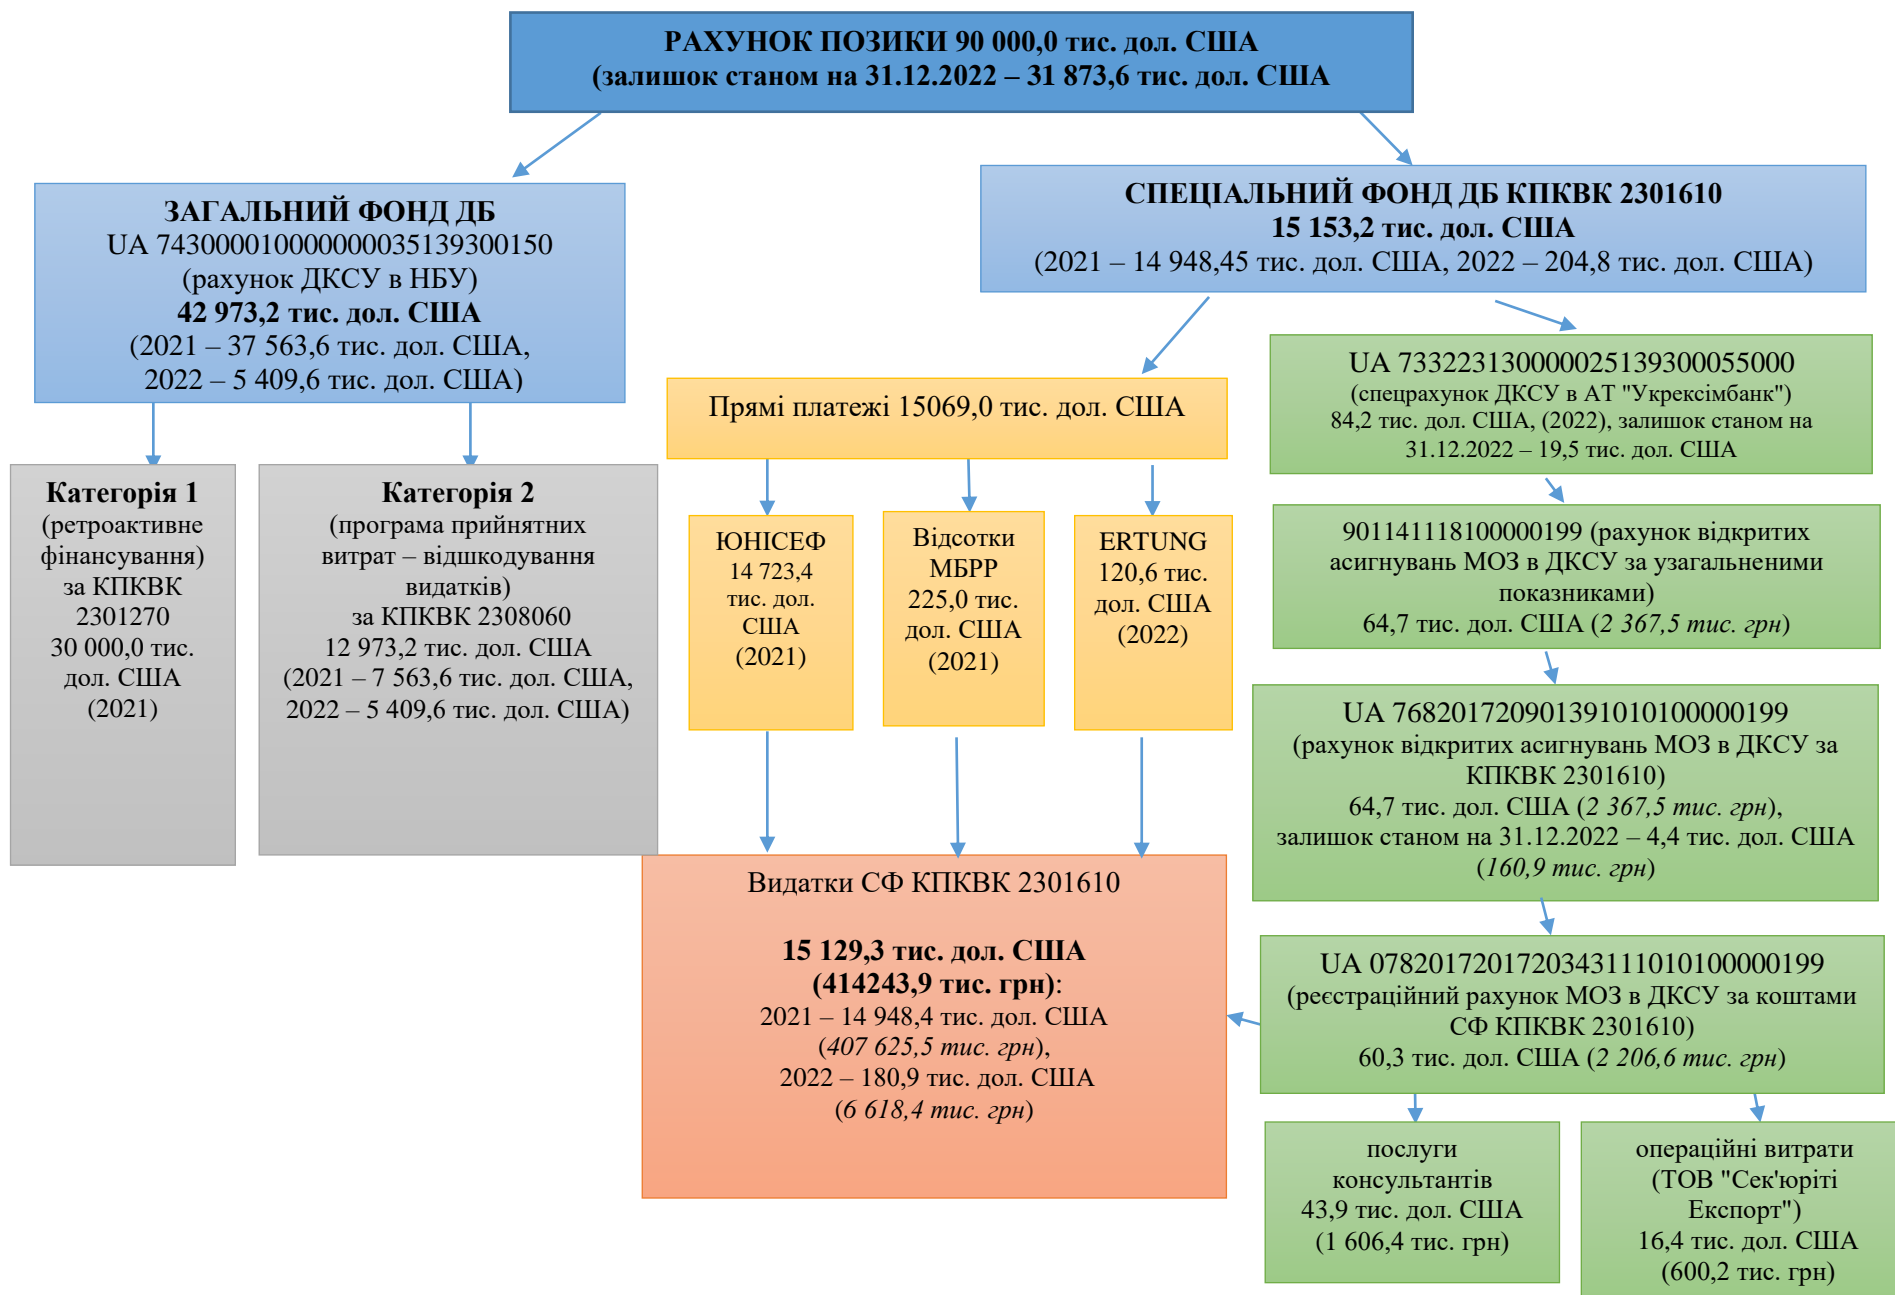 РАХУНОК ПОЗИКИ 90 000,0 тис. дол. США
(залишок станом на 31.12.2022 – 31 873,6 тис. дол. США
ЗАГАЛЬНИЙ ФОНД ДБ
UA 743000010000000035139300150
(рахунок ДКСУ в НБУ)
42 973,2 тис. дол. США
(2021 – 37 563,6 тис. дол. США,
2022 – 5 409,6 тис. дол. США)
СПЕЦІАЛЬНИЙ ФОНД ДБ КПКВК 2301610
15 153,2 тис. дол. США
(2021 – 14 948,45 тис. дол. США, 2022 – 204,8 тис. дол. США)
Категорія 1
(ретроактивне
фінансування)
за КПКВК
2301270
30 000,0 тис.
дол. США
(2021)
Категорія 2
(програма прийнятних
витрат – відшкодування
видатків)
за КПКВК 2308060
12 973,2 тис. дол. США
(2021 – 7 563,6 тис. дол. США,
2022 – 5 409,6 тис. дол. США)
Прямі платежі 15069,0 тис. дол. США
ЮНІСЕФ
14 723,4
тис. дол.
США
(2021)
Відсотки
МБРР
225,0 тис.
дол. США
(2021)
ERTUNG
120,6 тис.
дол. США
(2022)
Видатки СФ КПКВК 2301610
15 129,3 тис. дол. США
(414243,9 тис. грн):
2021 – 14 948,4 тис. дол. США
(407 625,5 тис. грн),
2022 – 180,9 тис. дол. США
(6 618,4 тис. грн)
UA 733223130000025139300055000
(спецрахунок ДКСУ в АТ "Укрексімбанк")
84,2 тис. дол. США, (2022), залишок станом на
31.12.2022 – 19,5 тис. дол. США
901141118100000199 (рахунок відкритих
асигнувань МОЗ в ДКСУ за узагальненими
показниками)
64,7 тис. дол. США (2 367,5 тис. грн)
UA 768201720901391010100000199
(рахунок відкритих асигнувань МОЗ в ДКСУ за
КПКВК 2301610)
64,7 тис. дол. США (2 367,5 тис. грн),
залишок станом на 31.12.2022 – 4,4 тис. дол. США
(160,9 тис. грн)
UA 078201720172034311101010000​0199
(реєстраційний рахунок МОЗ в ДКСУ за коштами
СФ КПКВК 2301610)
60,3 тис. дол. США (2 206,6 тис. грн)
послуги
консультантів
43,9 тис. дол. США
(1 606,4 тис. грн)
операційні витрати
(ТОВ "Сек'юріті
Експорт")
16,4 тис. дол. США
(600,2 тис. грн)